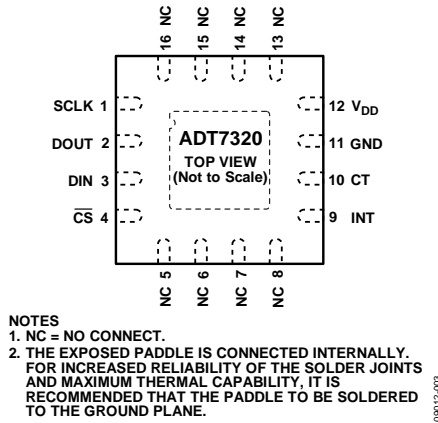 16 NC
15 NC
14 NC
13 NC
SCLK 1
DOUT 2
DIN 3
CS 4
ADT7320
TOP VIEW
(Not to Scale)
12 VDD
11 GND
10 CT
9 INT
NC 5
NC 6
NC 7
NC 8
NOTES
1. NC = NO CONNECT.
2. THE EXPOSED PADDLE IS CONNECTED INTERNALLY.
FOR INCREASED RELIABILITY OF THE SOLDER JOINTS
AND MAXIMUM THERMAL CAPABILITY, IT IS
RECOMMENDED THAT THE PADDLE TO BE SOLDERED
TO THE GROUND PLANE.
09012-003